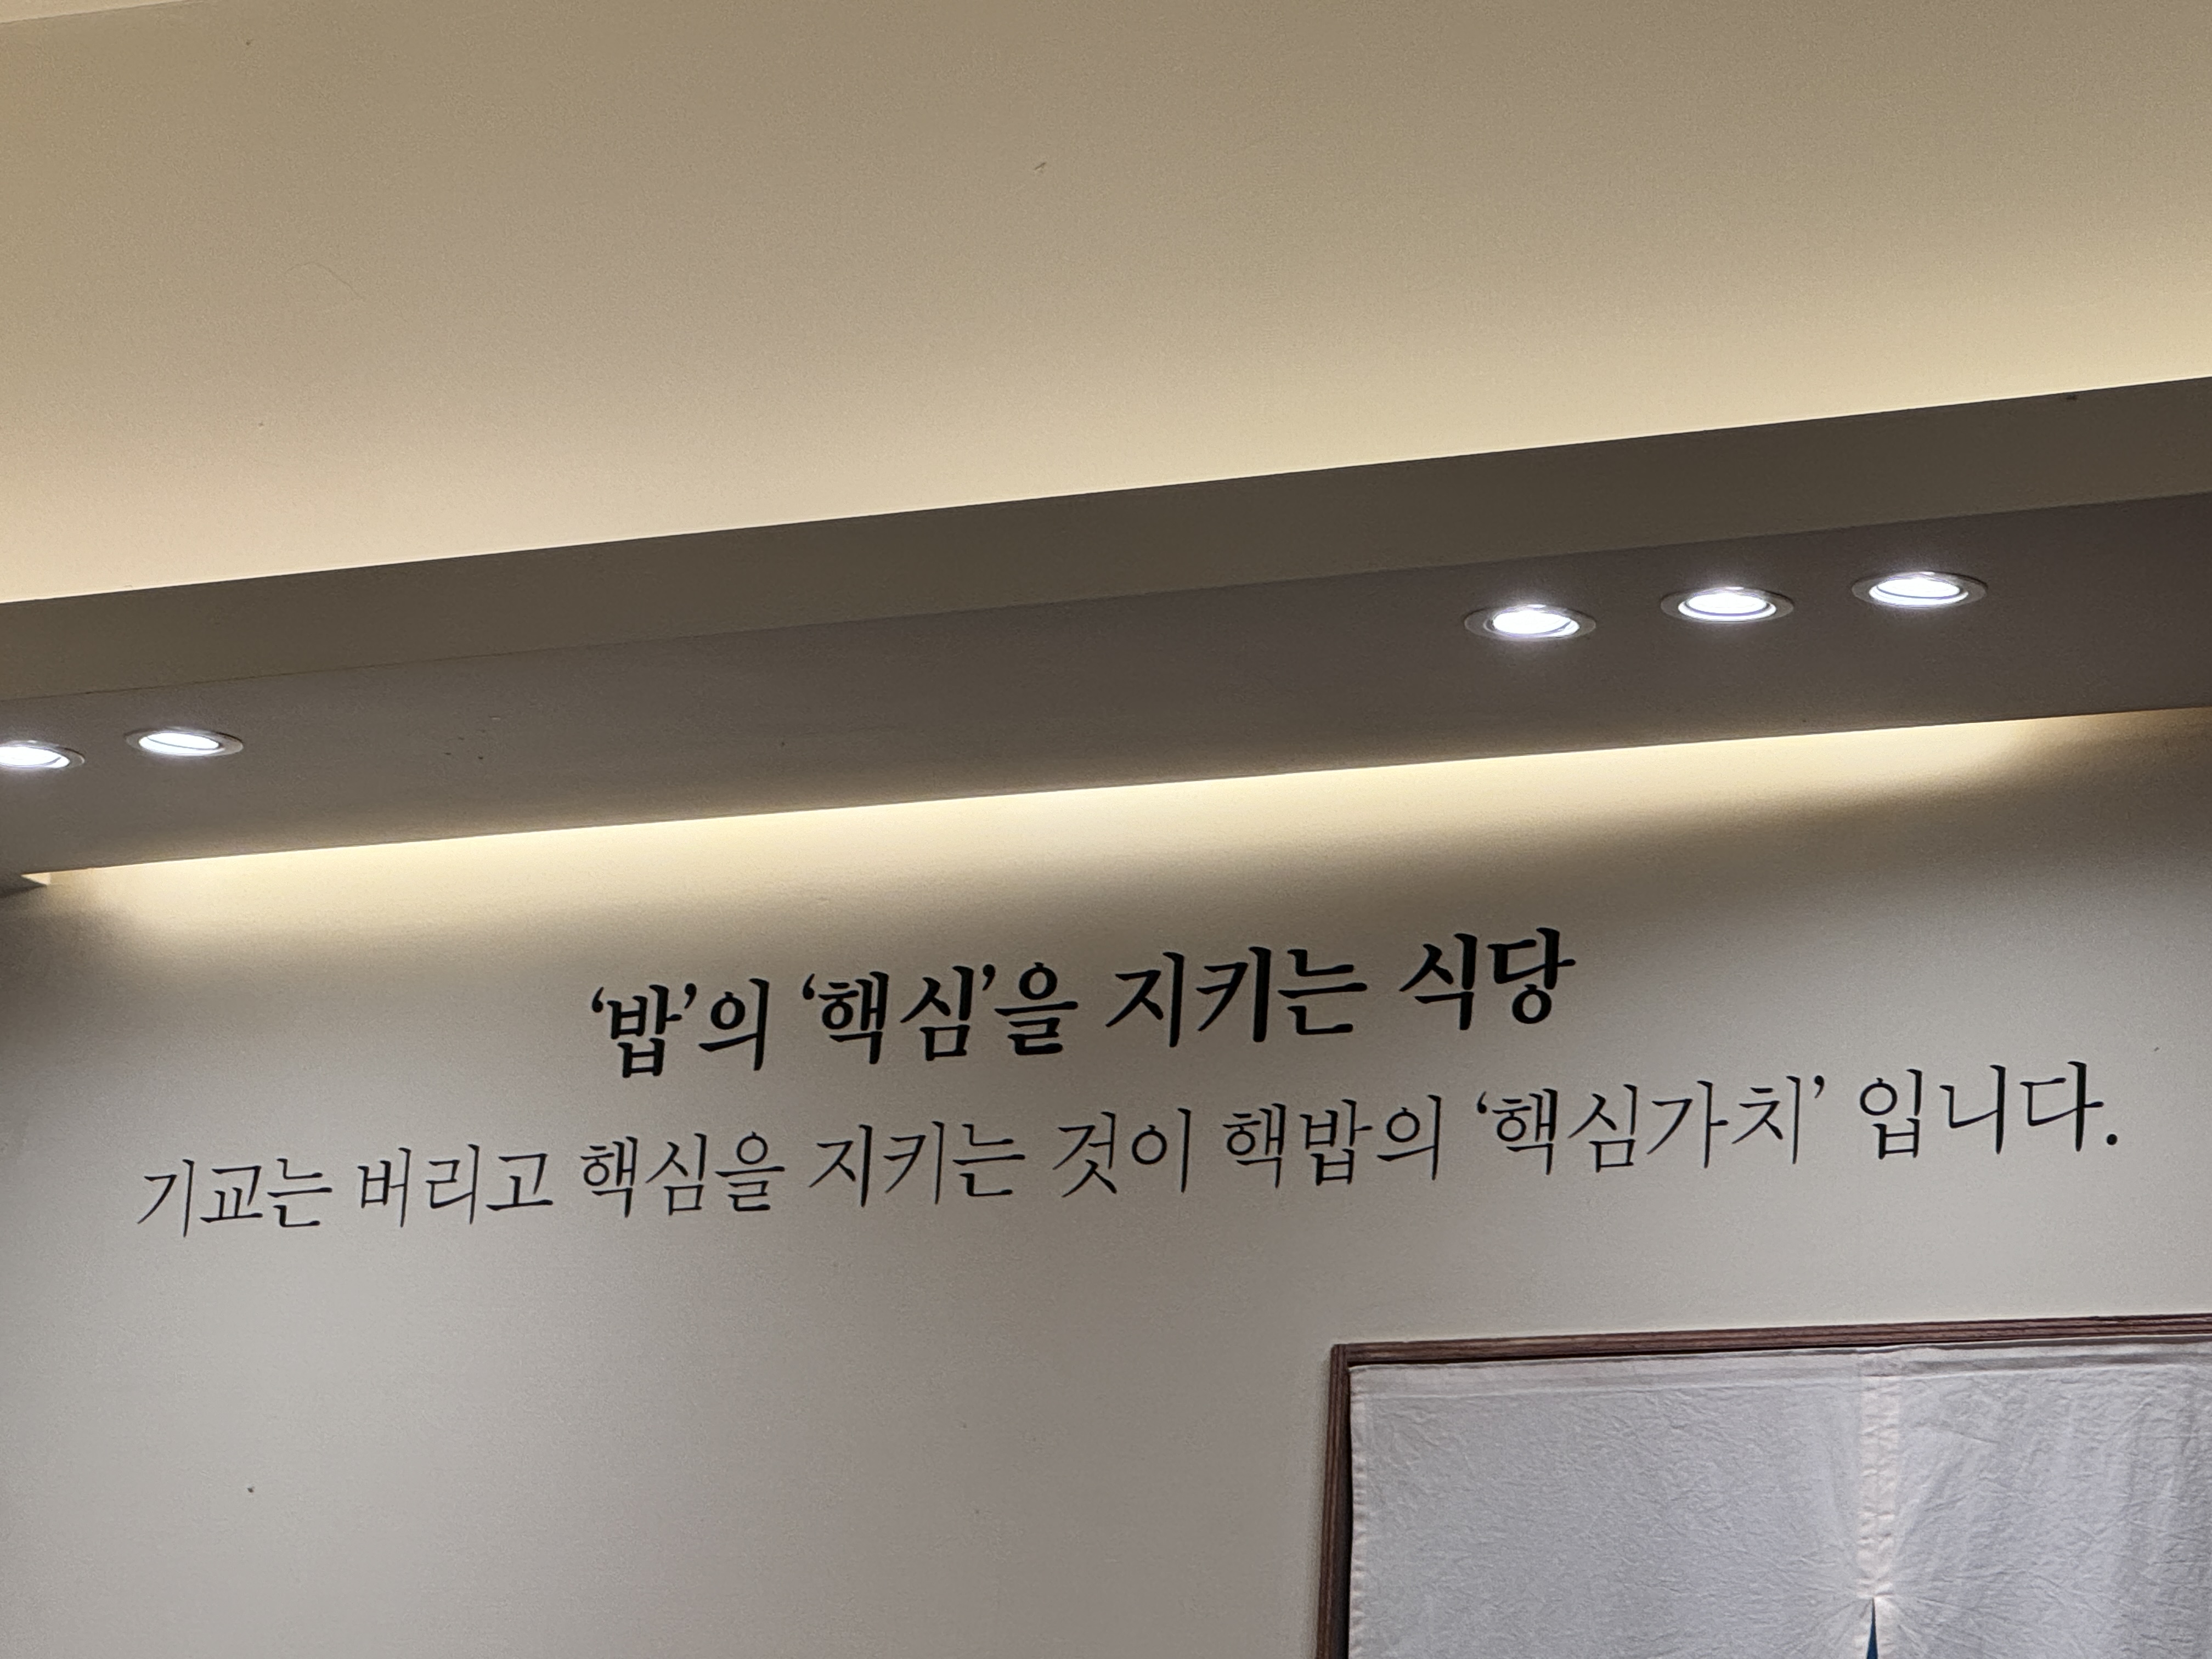 ‘밥’의 ‘핵심’을 지키는 식당
기교는 버리고 핵심을 지키는 것이 핵밥의 ‘핵심가치’ 입니다.